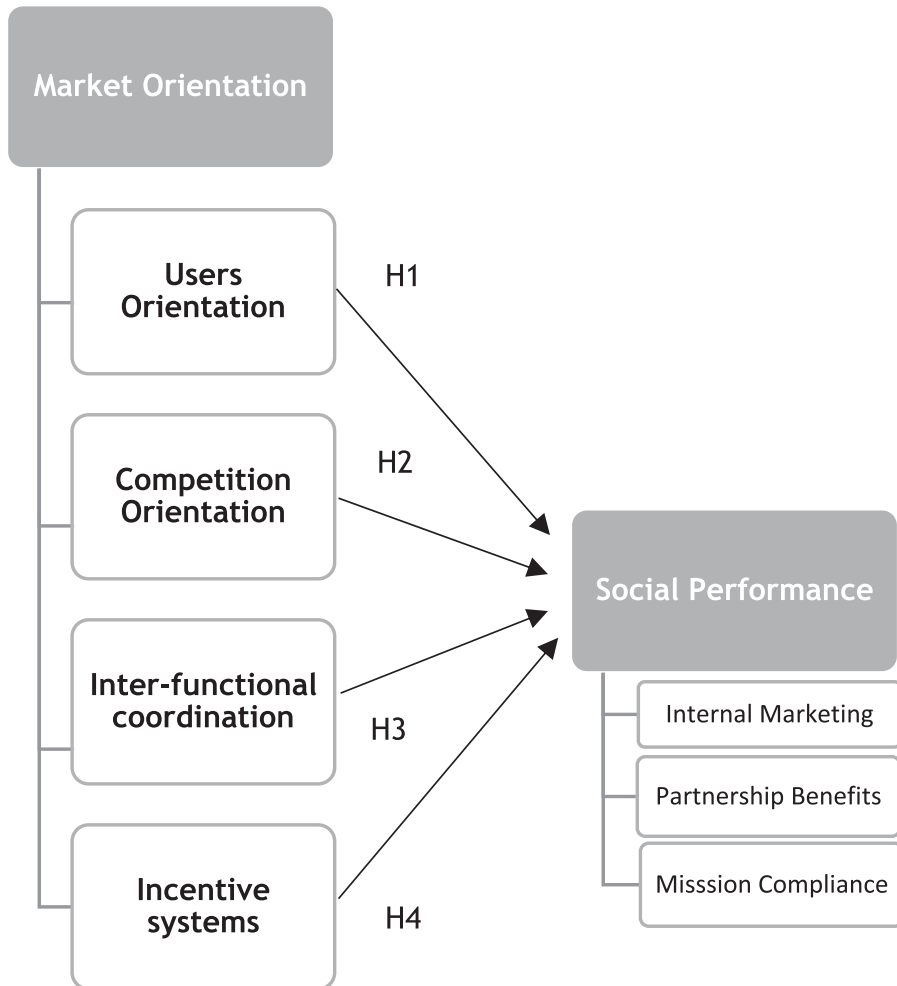 Market Orientation
Users
Orientation
H1
Competition
Orientation
H2
Inter-functional
coordination
H3
Incentive
systems
H4
Social Performance
Internal Marketing
Partnership Benefits
Misssion Compliance